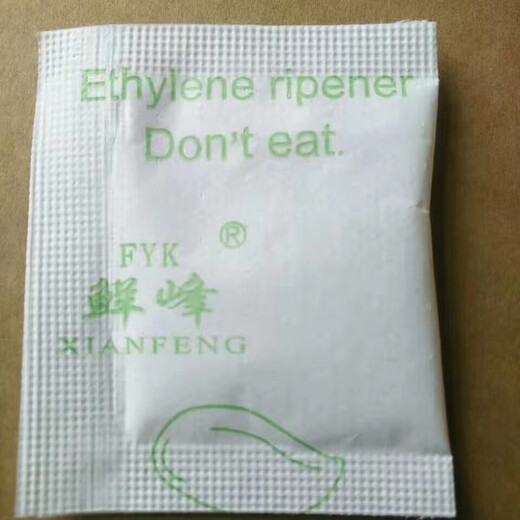 Ethylene ripener
Don't eat.
®
FYK
鲜峰
XIANFENG